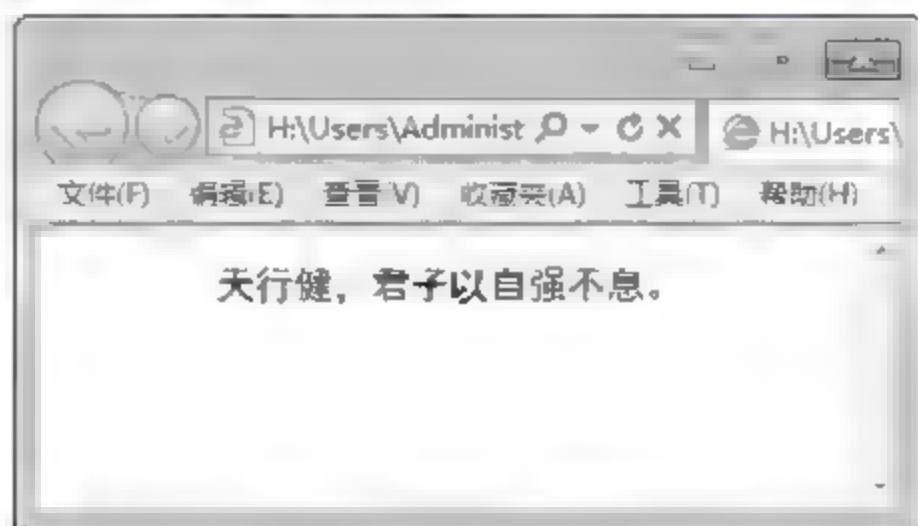 H:\Users\Administ
H:\Users\
文件(F) 编辑(E) 查看(V) 收藏夹(A) 工具(T) 帮助(H)
天行健，君子以自强不息。